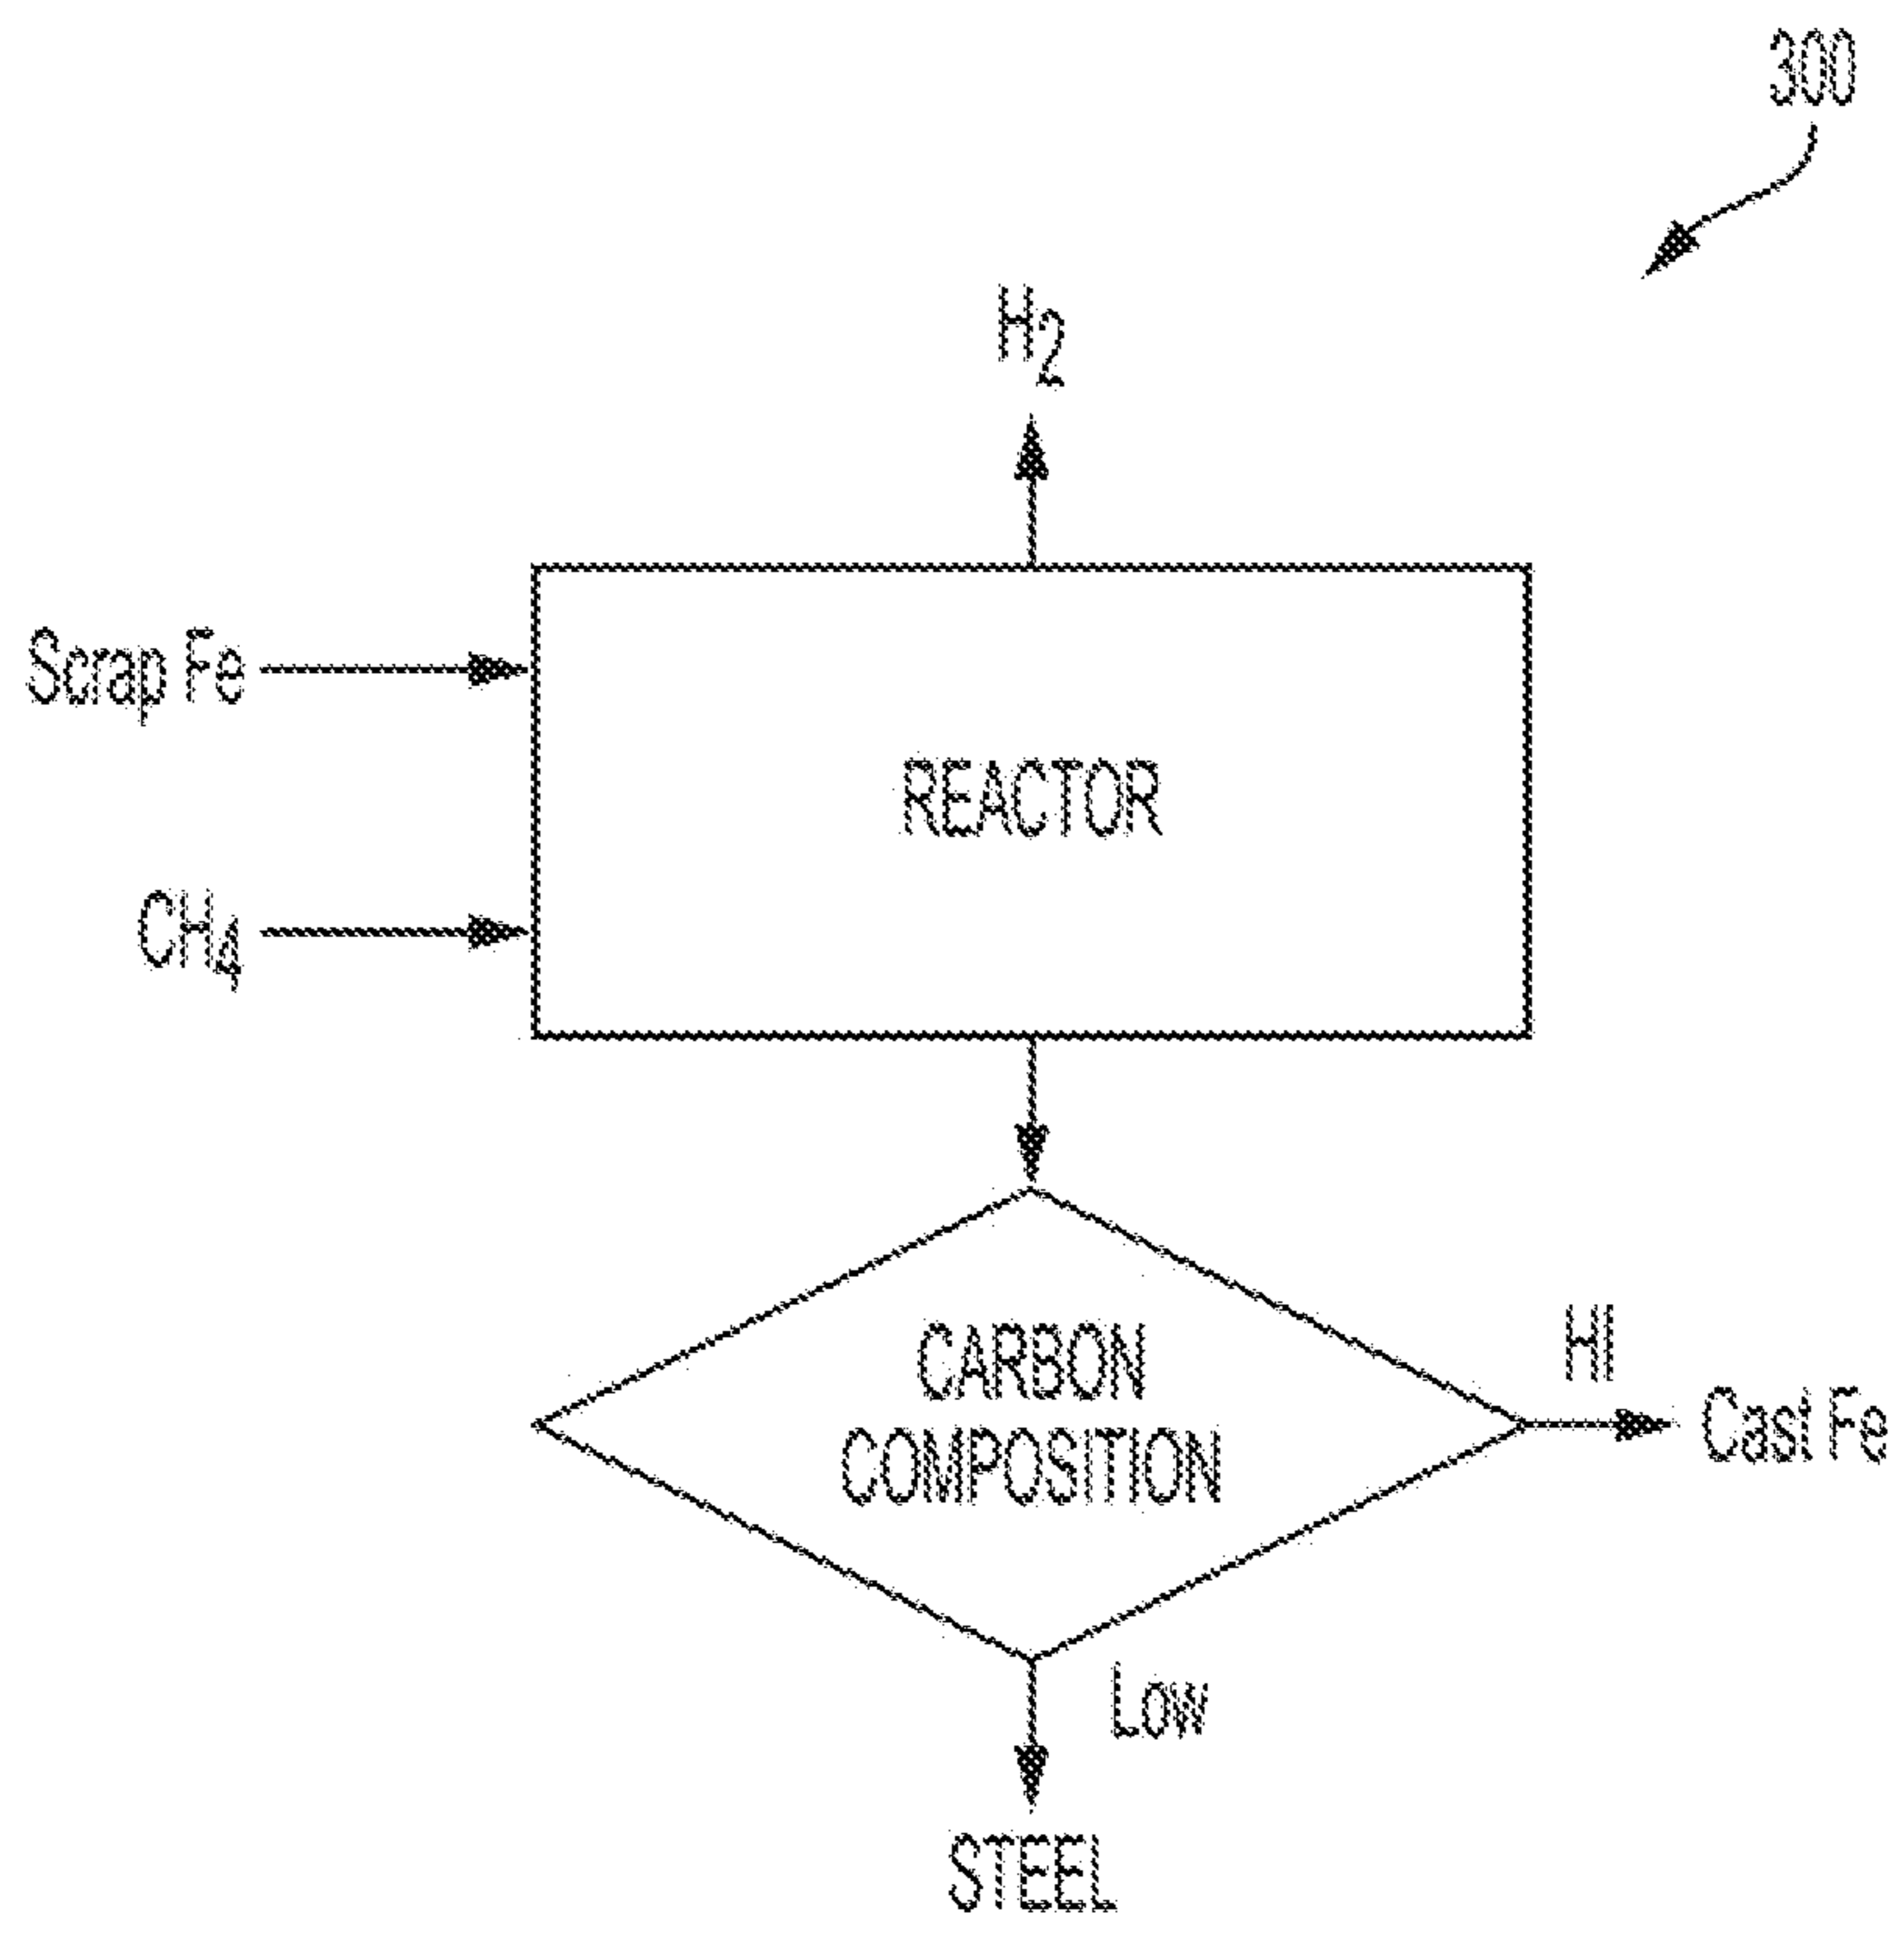 300
H2
Scrap Fe
REACTOR
CH4
CARBON
COMPOSITION
HI
Cast Fe
Low
STEEL